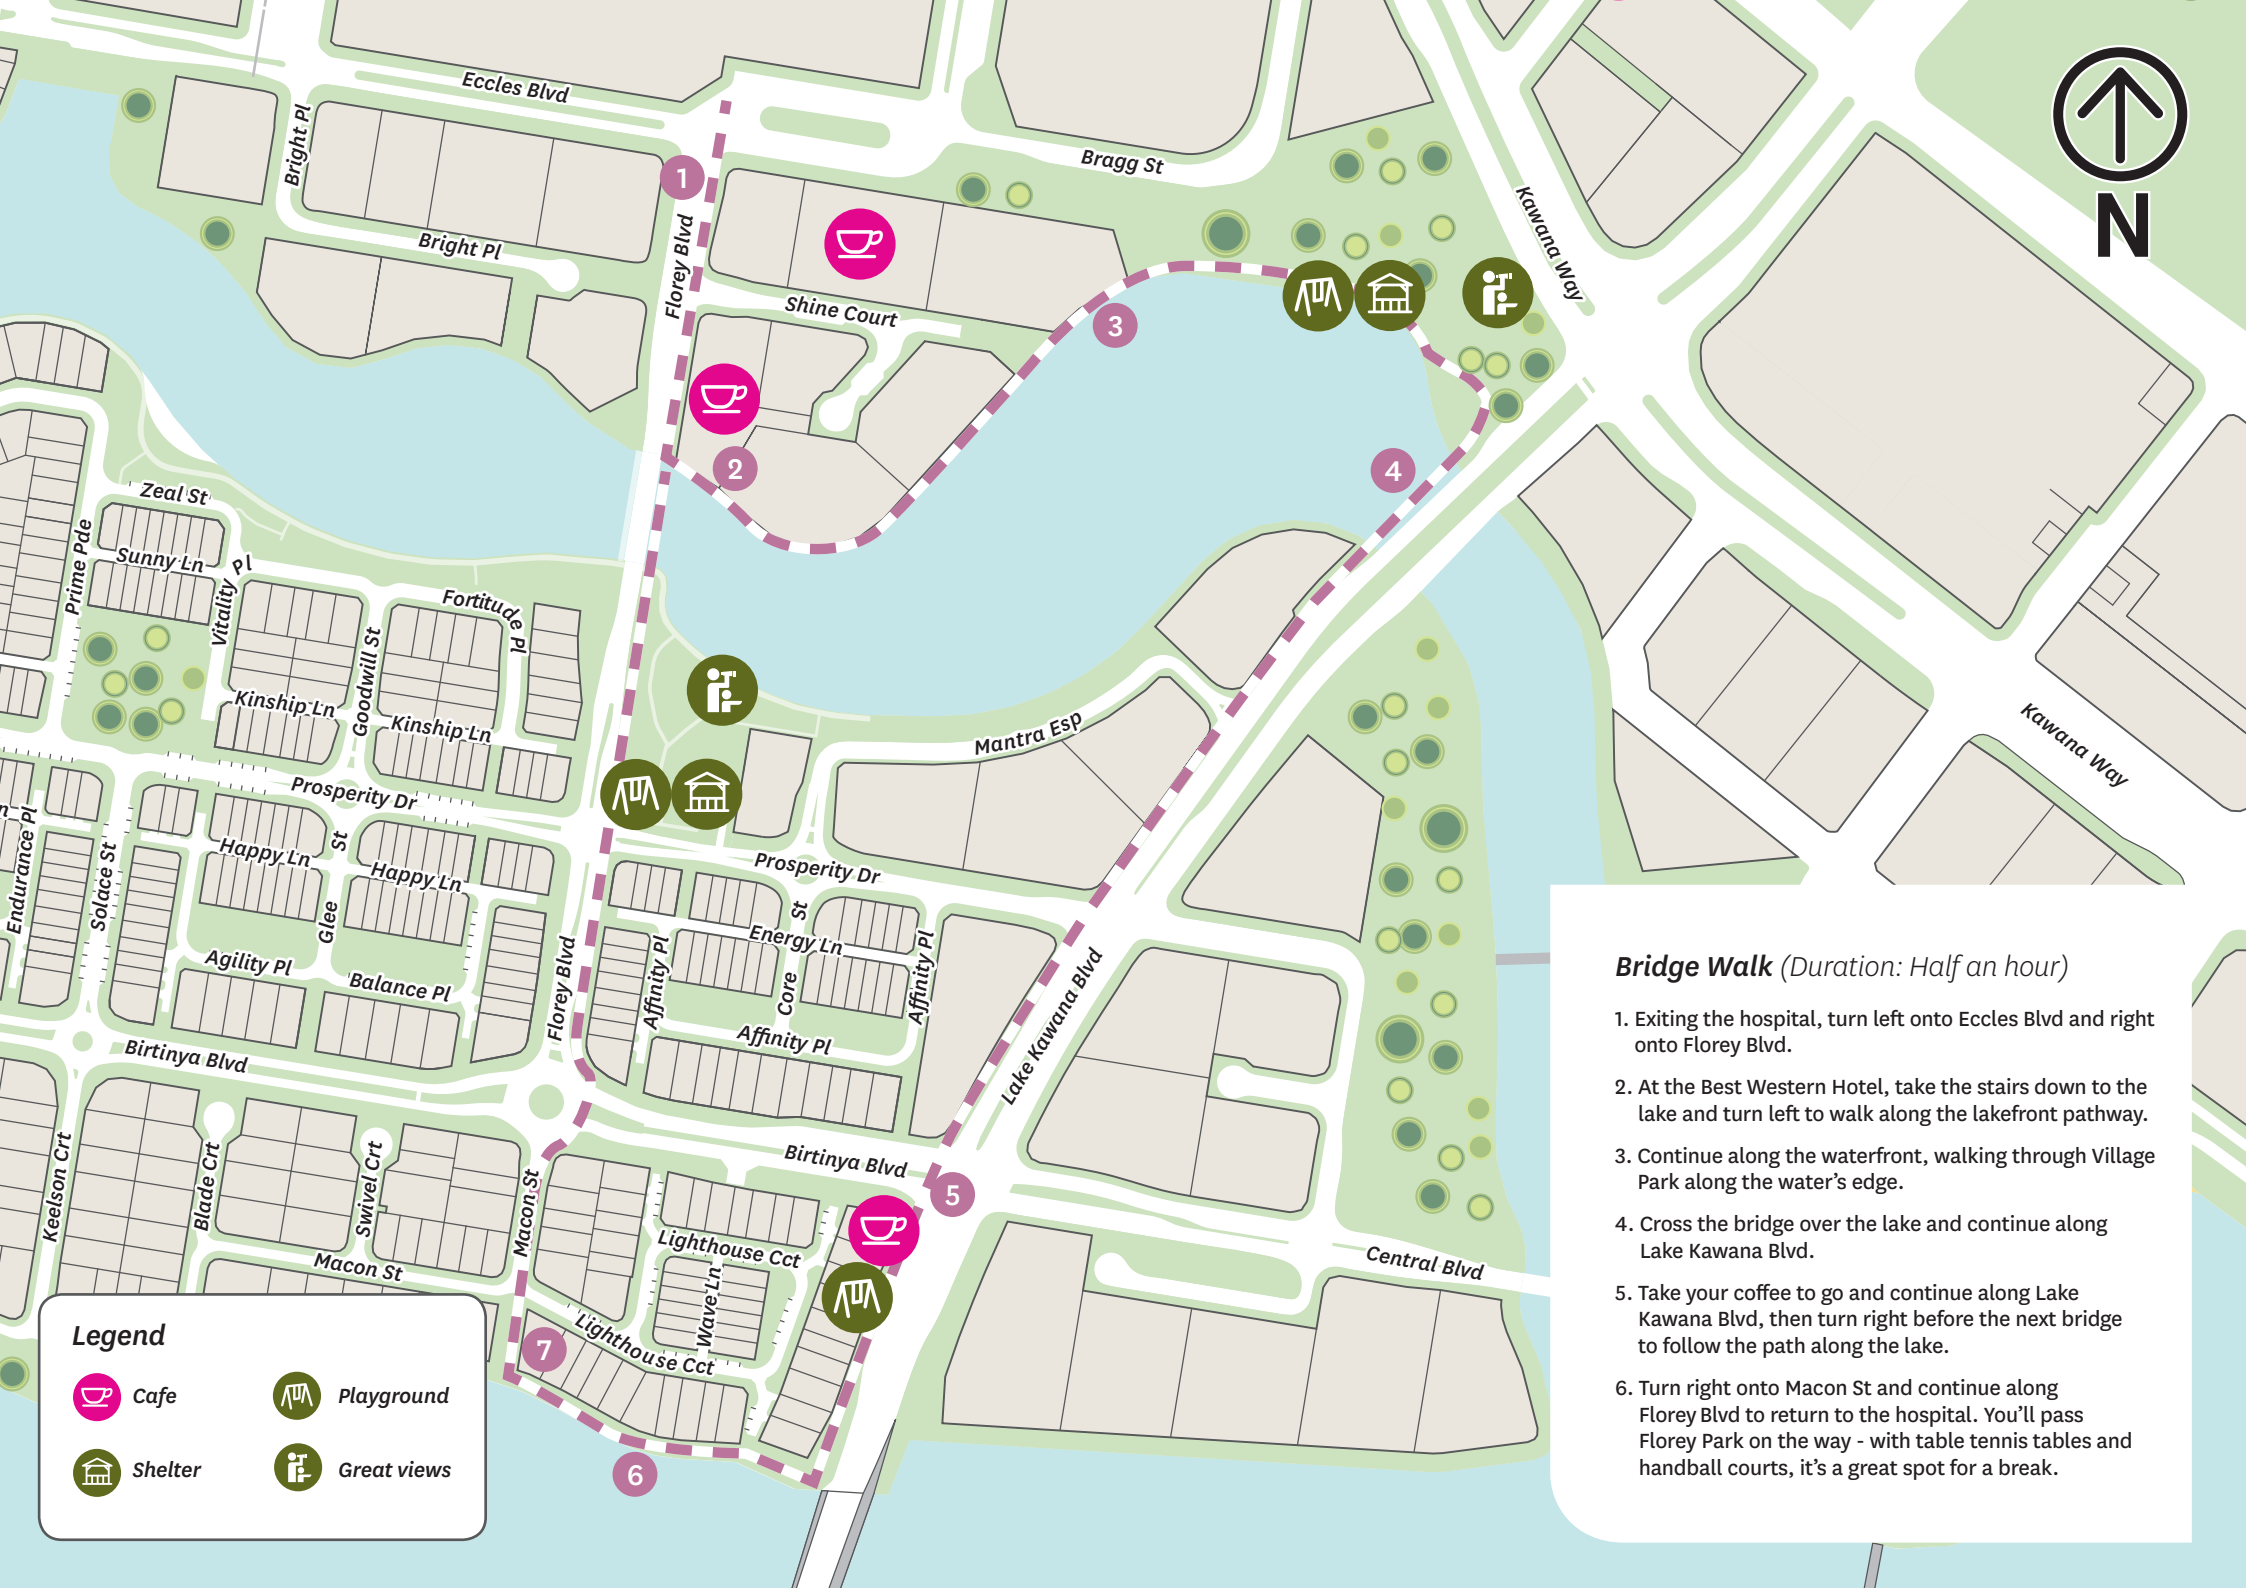 Eccles Blvd
Bright Pl
Bragg St
Kawana Way
N
1
Florey Blvd
Bright Pl
Shine Court
3
2
4
Zeal St
Prime Pde
Sunny Ln
Vitality Pl
Fortitude Pl
Goodwill St
Kinship Ln
Kinship Ln
Mantra Esp
Kawana Way
Prosperity Dr
Endurance Pl
Solace St
Happy Ln
Glee St
Happy Ln
Prosperity Dr
Energy Ln
Core St
Affinity Pl
Affinity Pl
Affinity Pl
Agility Pl
Balance Pl
Florey Blvd
Lake Kawana Blvd
Birtinya Blvd
Birtinya Blvd
5
Keelson Crt
Blade Crt
Swivel Crt
Macon St
Macon St
Lighthouse Cct
Wave Ln
Lighthouse Cct
Central Blvd
7
6
Legend
Cafe
Playground
Shelter
Great views
Bridge Walk (Duration: Half an hour)
1. Exiting the hospital, turn left onto Eccles Blvd and right
onto Florey Blvd.
2. At the Best Western Hotel, take the stairs down to the
lake and turn left to walk along the lakefront pathway.
3. Continue along the waterfront, walking through Village
Park along the water's edge.
4. Cross the bridge over the lake and continue along
Lake Kawana Blvd.
5. Take your coffee to go and continue along Lake
Kawana Blvd, then turn right before the next bridge
to follow the path along the lake.
6. Turn right onto Macon St and continue along
Florey Blvd to return to the hospital. You'll pass
Florey Park on the way - with table tennis tables and
handball courts, it's a great spot for a break.